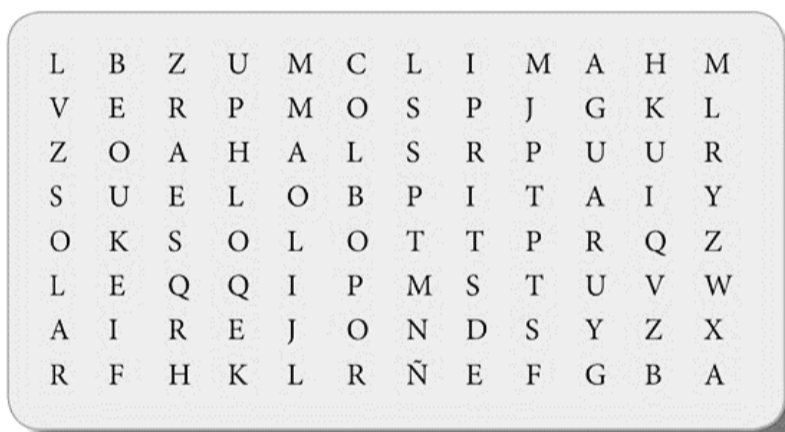 L B Z U M C L I M A H M
V E R P M O S P J G K L
Z O A H A L S R P U U R
S U E L O B P I T A I Y
O K S O L O T T P R Q Z
L E Q Q I P M S T U V W
A I R E J O N D S Y Z X
R F H K L R Ñ E F G B A